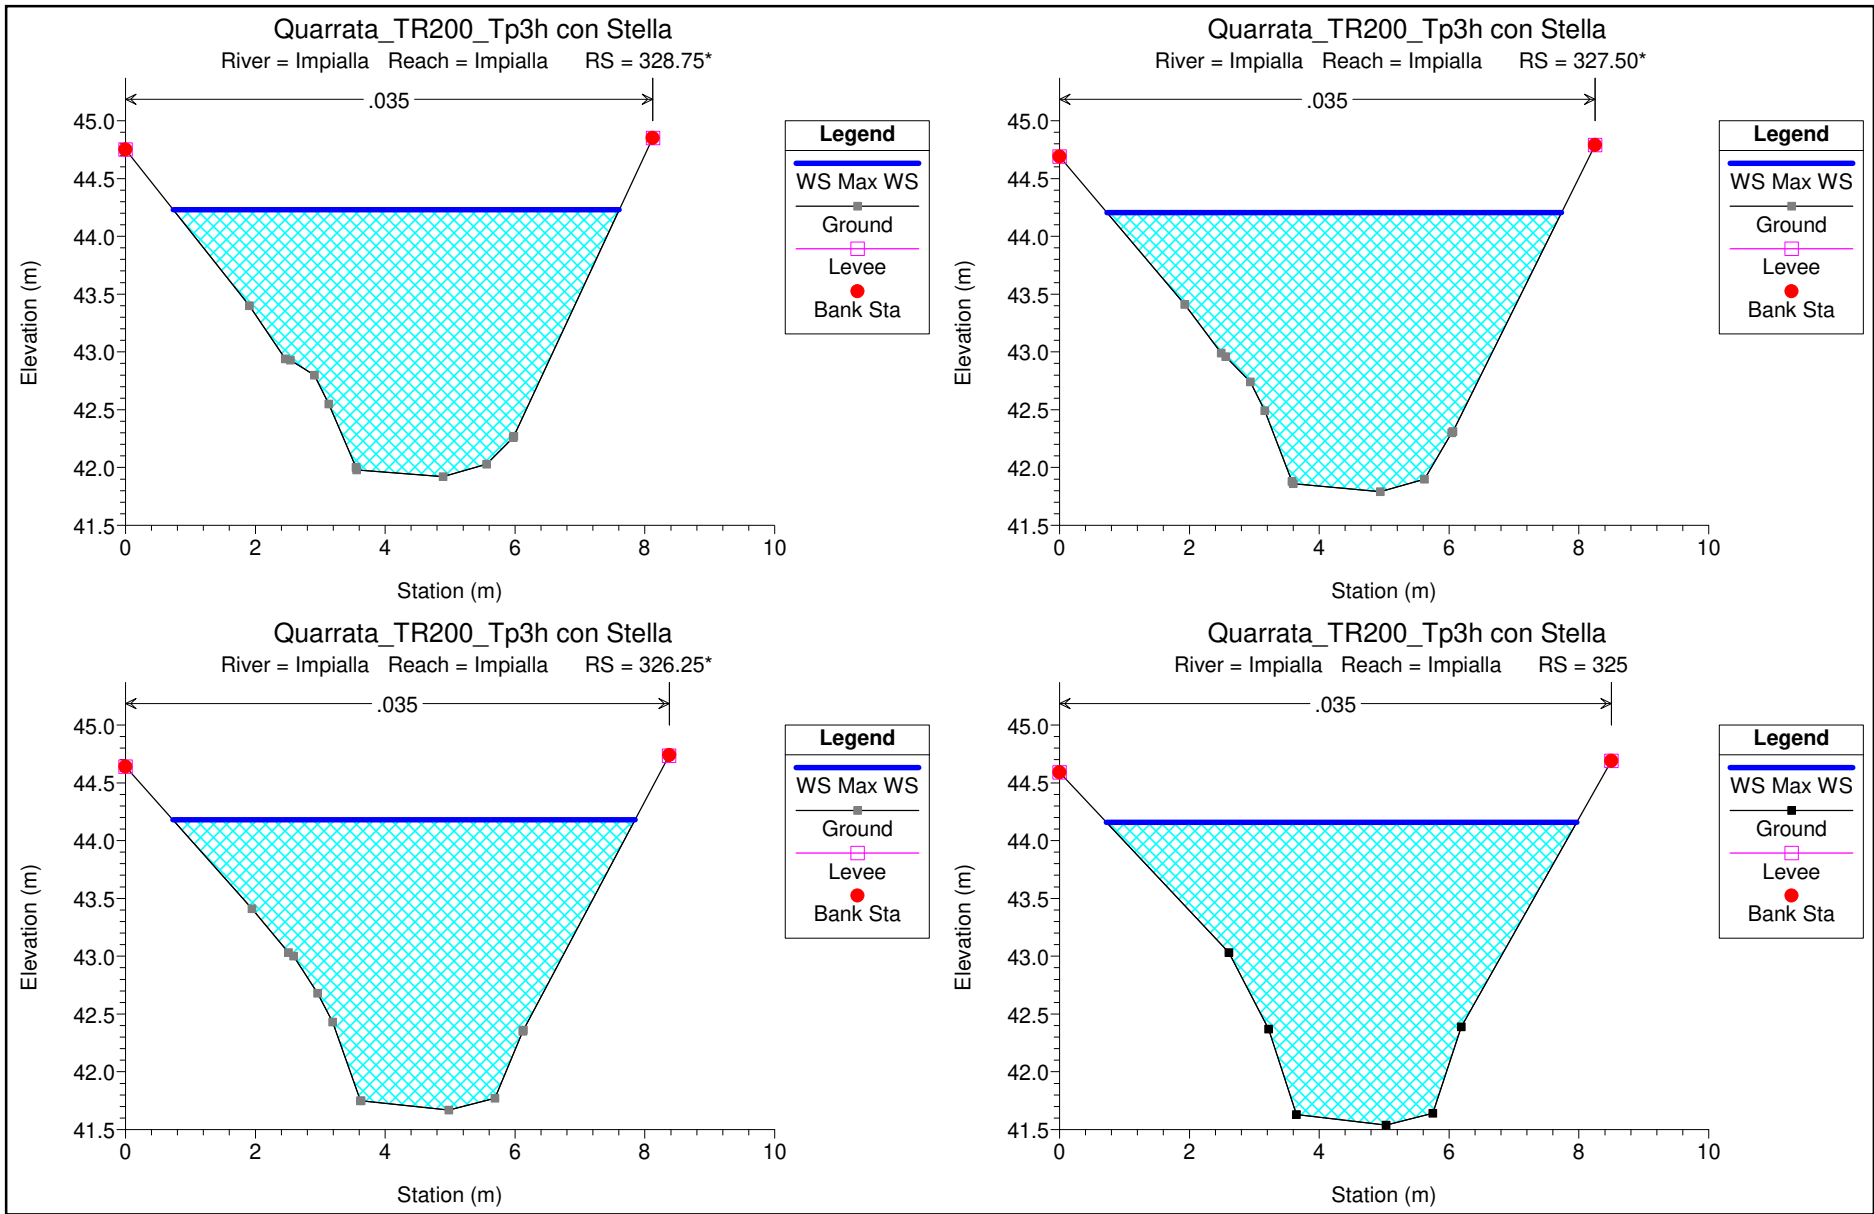 Quarrata_TR200_Tp3h con Stella
River = Impialla Reach = Impialla RS = 328.75*
.035
45.0
44.5
44.0
43.5
43.0
42.5
42.0
41.5
0 2 4 6 8 10
Elevation (m)
Station (m)
Legend
WS Max WS
Ground
Levee
Bank Sta
Quarrata_TR200_Tp3h con Stella
River = Impialla Reach = Impialla RS = 327.50*
.035
45.0
44.5
44.0
43.5
43.0
42.5
42.0
41.5
0 2 4 6 8 10
Elevation (m)
Station (m)
Legend
WS Max WS
Ground
Levee
Bank Sta
Quarrata_TR200_Tp3h con Stella
River = Impialla Reach = Impialla RS = 326.25*
.035
45.0
44.5
44.0
43.5
43.0
42.5
42.0
41.5
0 2 4 6 8 10
Elevation (m)
Station (m)
Legend
WS Max WS
Ground
Levee
Bank Sta
Quarrata_TR200_Tp3h con Stella
River = Impialla Reach = Impialla RS = 325
.035
45.0
44.5
44.0
43.5
43.0
42.5
42.0
41.5
0 2 4 6 8 10
Elevation (m)
Station (m)
Legend
WS Max WS
Ground
Levee
Bank Sta